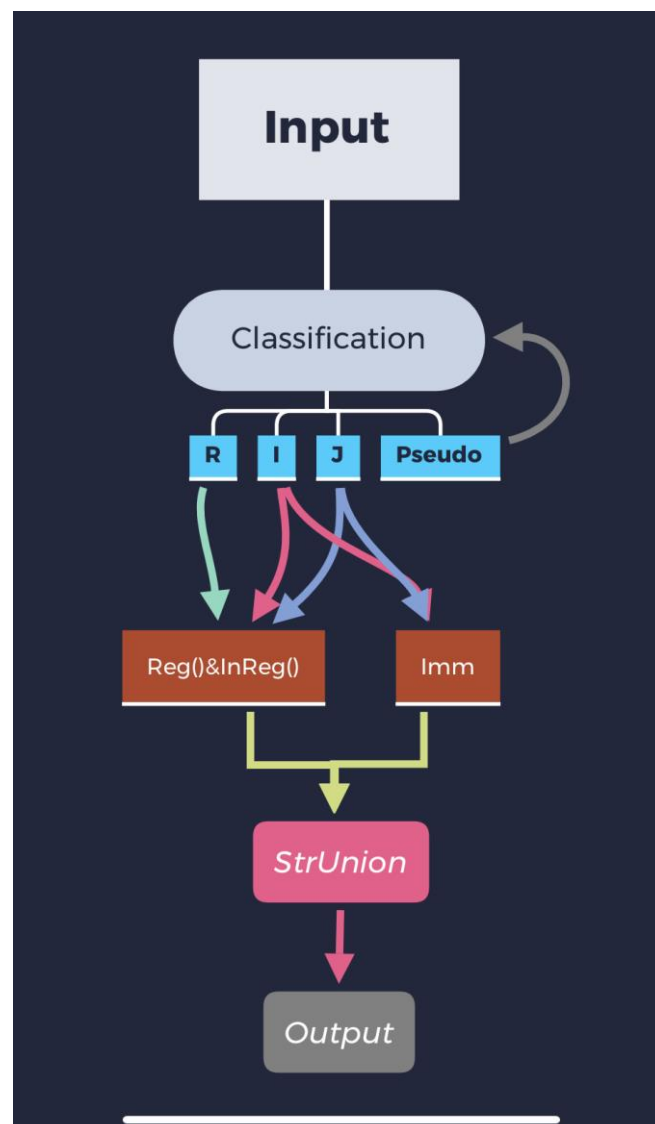 Input
Classification
R I J Pseudo
Reg()&InReg() Imm
StrUnion
Output